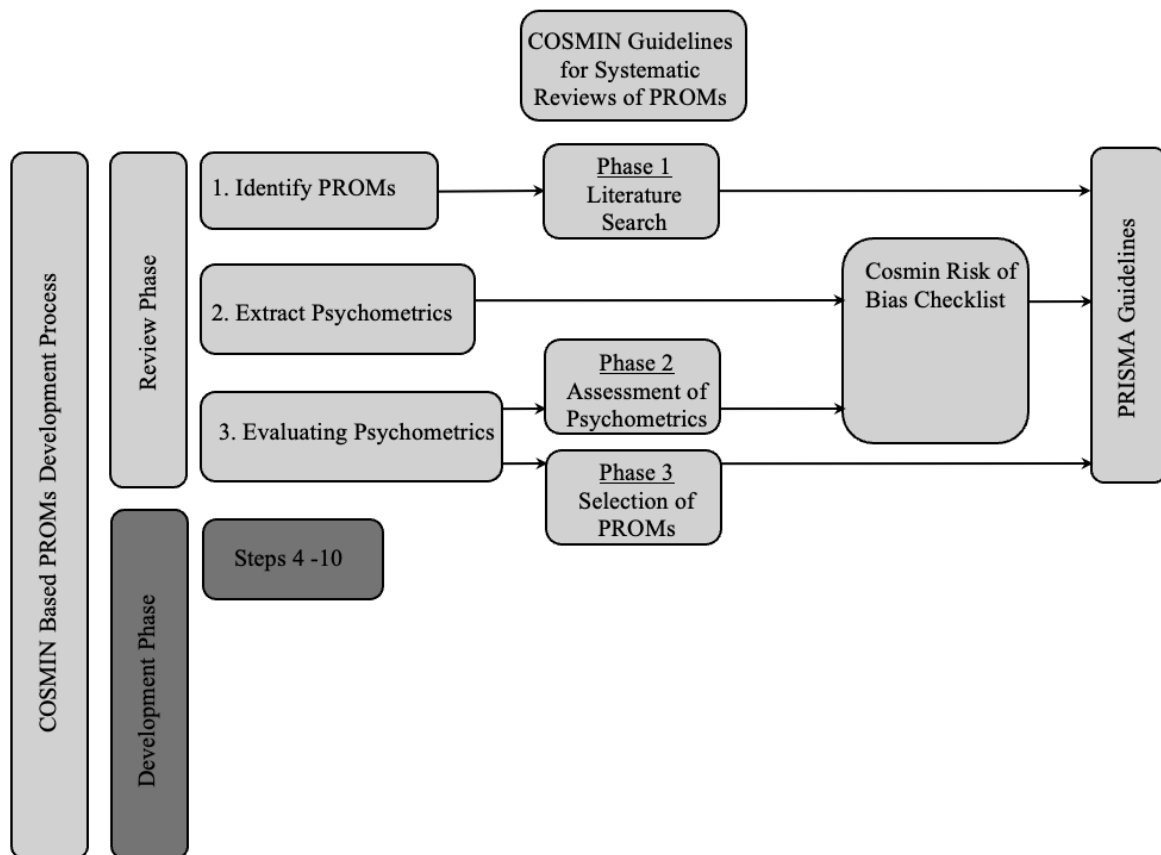 COSMIN Guidelines
for Systematic
Reviews of PROMs
COSMIN Based PROMs Development Process
Review Phase
1. Identify PROMs
Phase 1
Literature
Search
2. Extract Psychometrics
Cosmin Risk of
Bias Checklist
3. Evaluating Psychometrics
Phase 2
Assessment of
Psychometrics
Phase 3
Selection of
PROMs
PRISMA Guidelines
Development Phase
Steps 4 -10